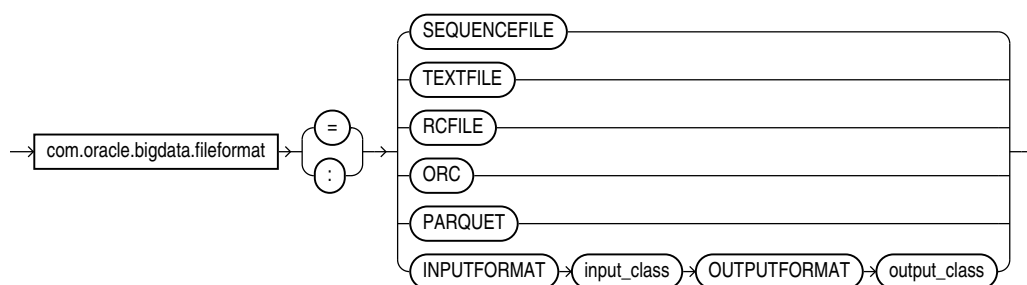 SEQUENCEFILE
TEXTFILE
RCFILE
com.oracle.bigdata.fileformat = :
ORC
PARQUET
INPUTFORMAT input_class OUTPUTFORMAT output_class